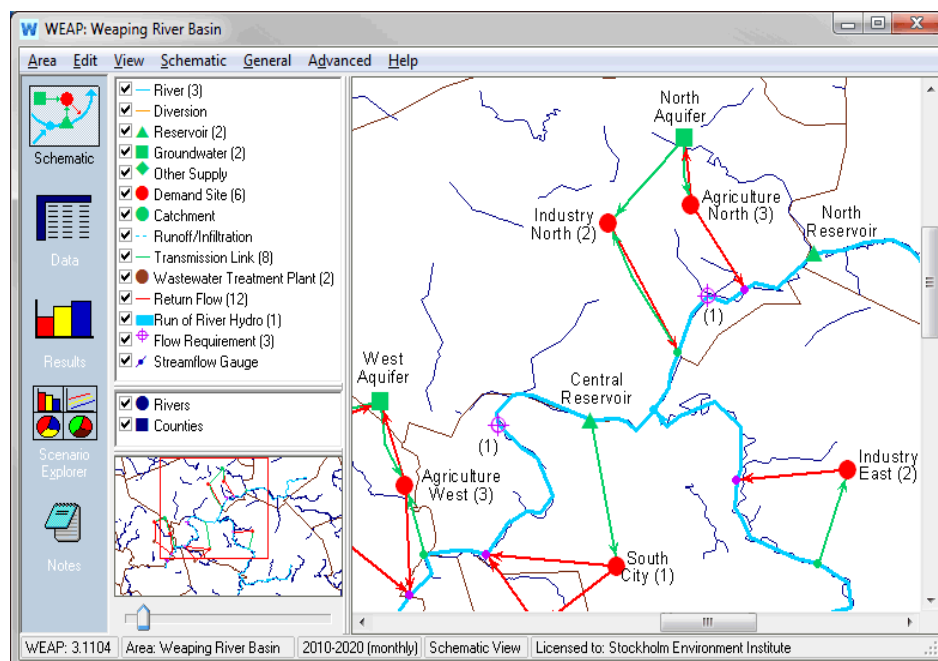 WEAP: Weaping River Basin
Area Edit View Schematic General Advanced Help
Schematic
Data
Results
Scenario
Explorer
Notes
River (3)
Diversion
Reservoir (2)
Groundwater (2)
Other Supply
Demand Site (6)
Catchment
Runoff/Infiltration
Transmission Link (8)
Wastewater Treatment Plant (2)
Return Flow (12)
Run of River Hydro (1)
Flow Requirement (3)
Streamflow Gauge
Rivers
Counties
North
Aquifer
Agriculture
North (3)
Industry
North (2)
North
Reservoir
(1)
West
Aquifer
Central
Reservoir
(1)
Agriculture
West (3)
Industry
East (2)
South
City (1)
WEAP: 3.1104 Area: Weaping River Basin 2010-2020 (monthly) Schematic View Licensed to: Stockholm Environment Institute